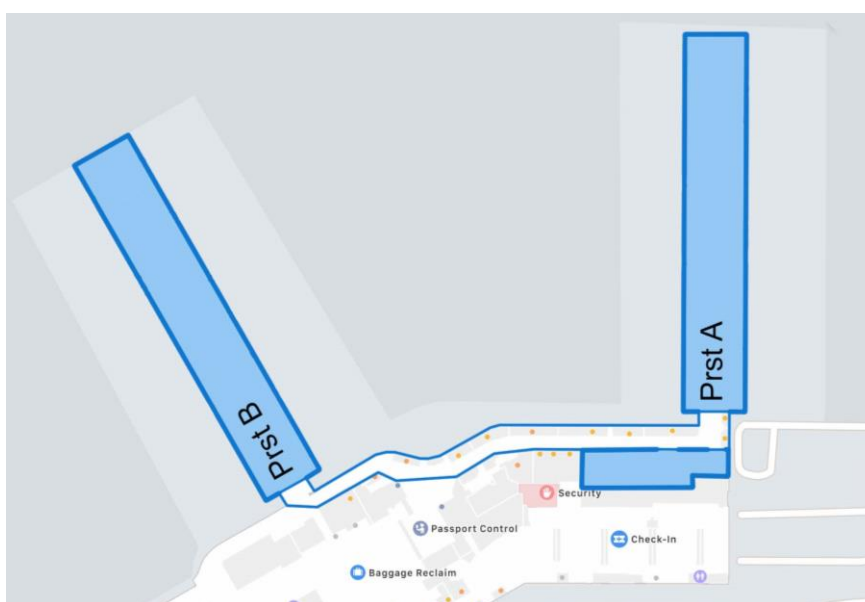 Prst A
Prst B
Security
Passport Control
Check-In
Baggage Reclaim